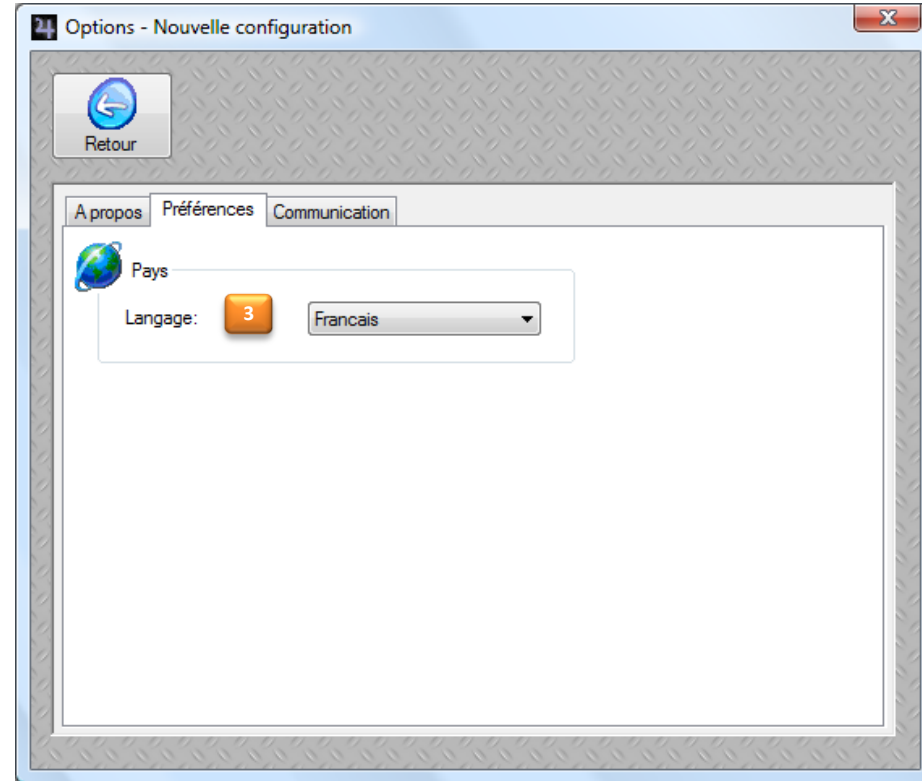 Options - Nouvelle configuration
Retour
A propos Préférences Communication
Pays
Langage: 3 Francais